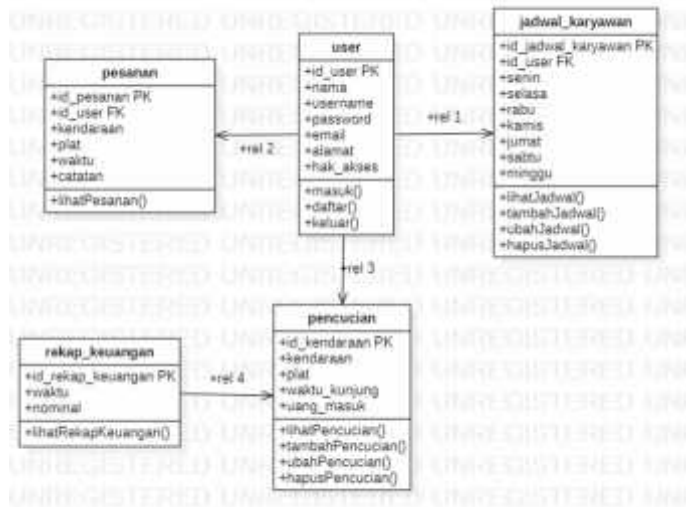 jadwal_karyawan
+id_jadwal_karyawan PK
+id_user FK
+senin
+selasa
+rabu
+kamis
+jumat
+sabtu
+minggu
+lihatJadwal()
+tambahJadwal()
+ubahJadwal()
+hapusJadwal()
user
+id_user PK
+nama
+username
+password
+email
+alamat
+hak_akses
+masuk()
+daftar()
+keluar()
pesanan
+id_pesanan PK
+id_user FK
+kendaraan
+plat
+waktu
+catatan
+lihatPesanan()
+rel 1
+rel 2
+rel 3
pencucian
+id_kendaraan PK
+kendaraan
+plat
+waktu_kunjung
+uang_masuk
+lihatPencucian()
+tambahPencucian()
+ubahPencucian()
+hapusPencucian()
rekap_keuangan
+id_rekap_keuangan PK
+waktu
+nominal
+lihatRekapKeuangan()
+rel 4
UNREGISTERED